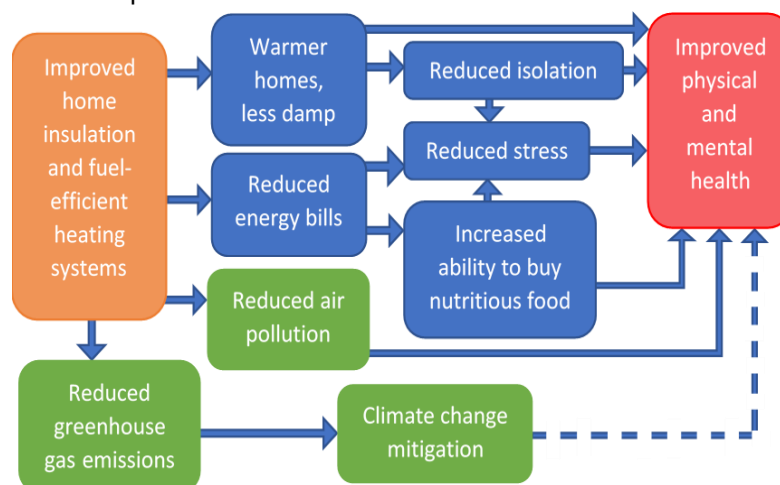 Improved
home
insulation
and fuel-
efficient
heating
systems
Warmer
homes,
less damp
Reduced isolation
Improved
physical
and
mental
health
Reduced stress
Reduced
energy bills
Increased
ability to buy
nutritious food
Reduced air
pollution
Reduced
greenhouse
gas emissions
Climate change
mitigation